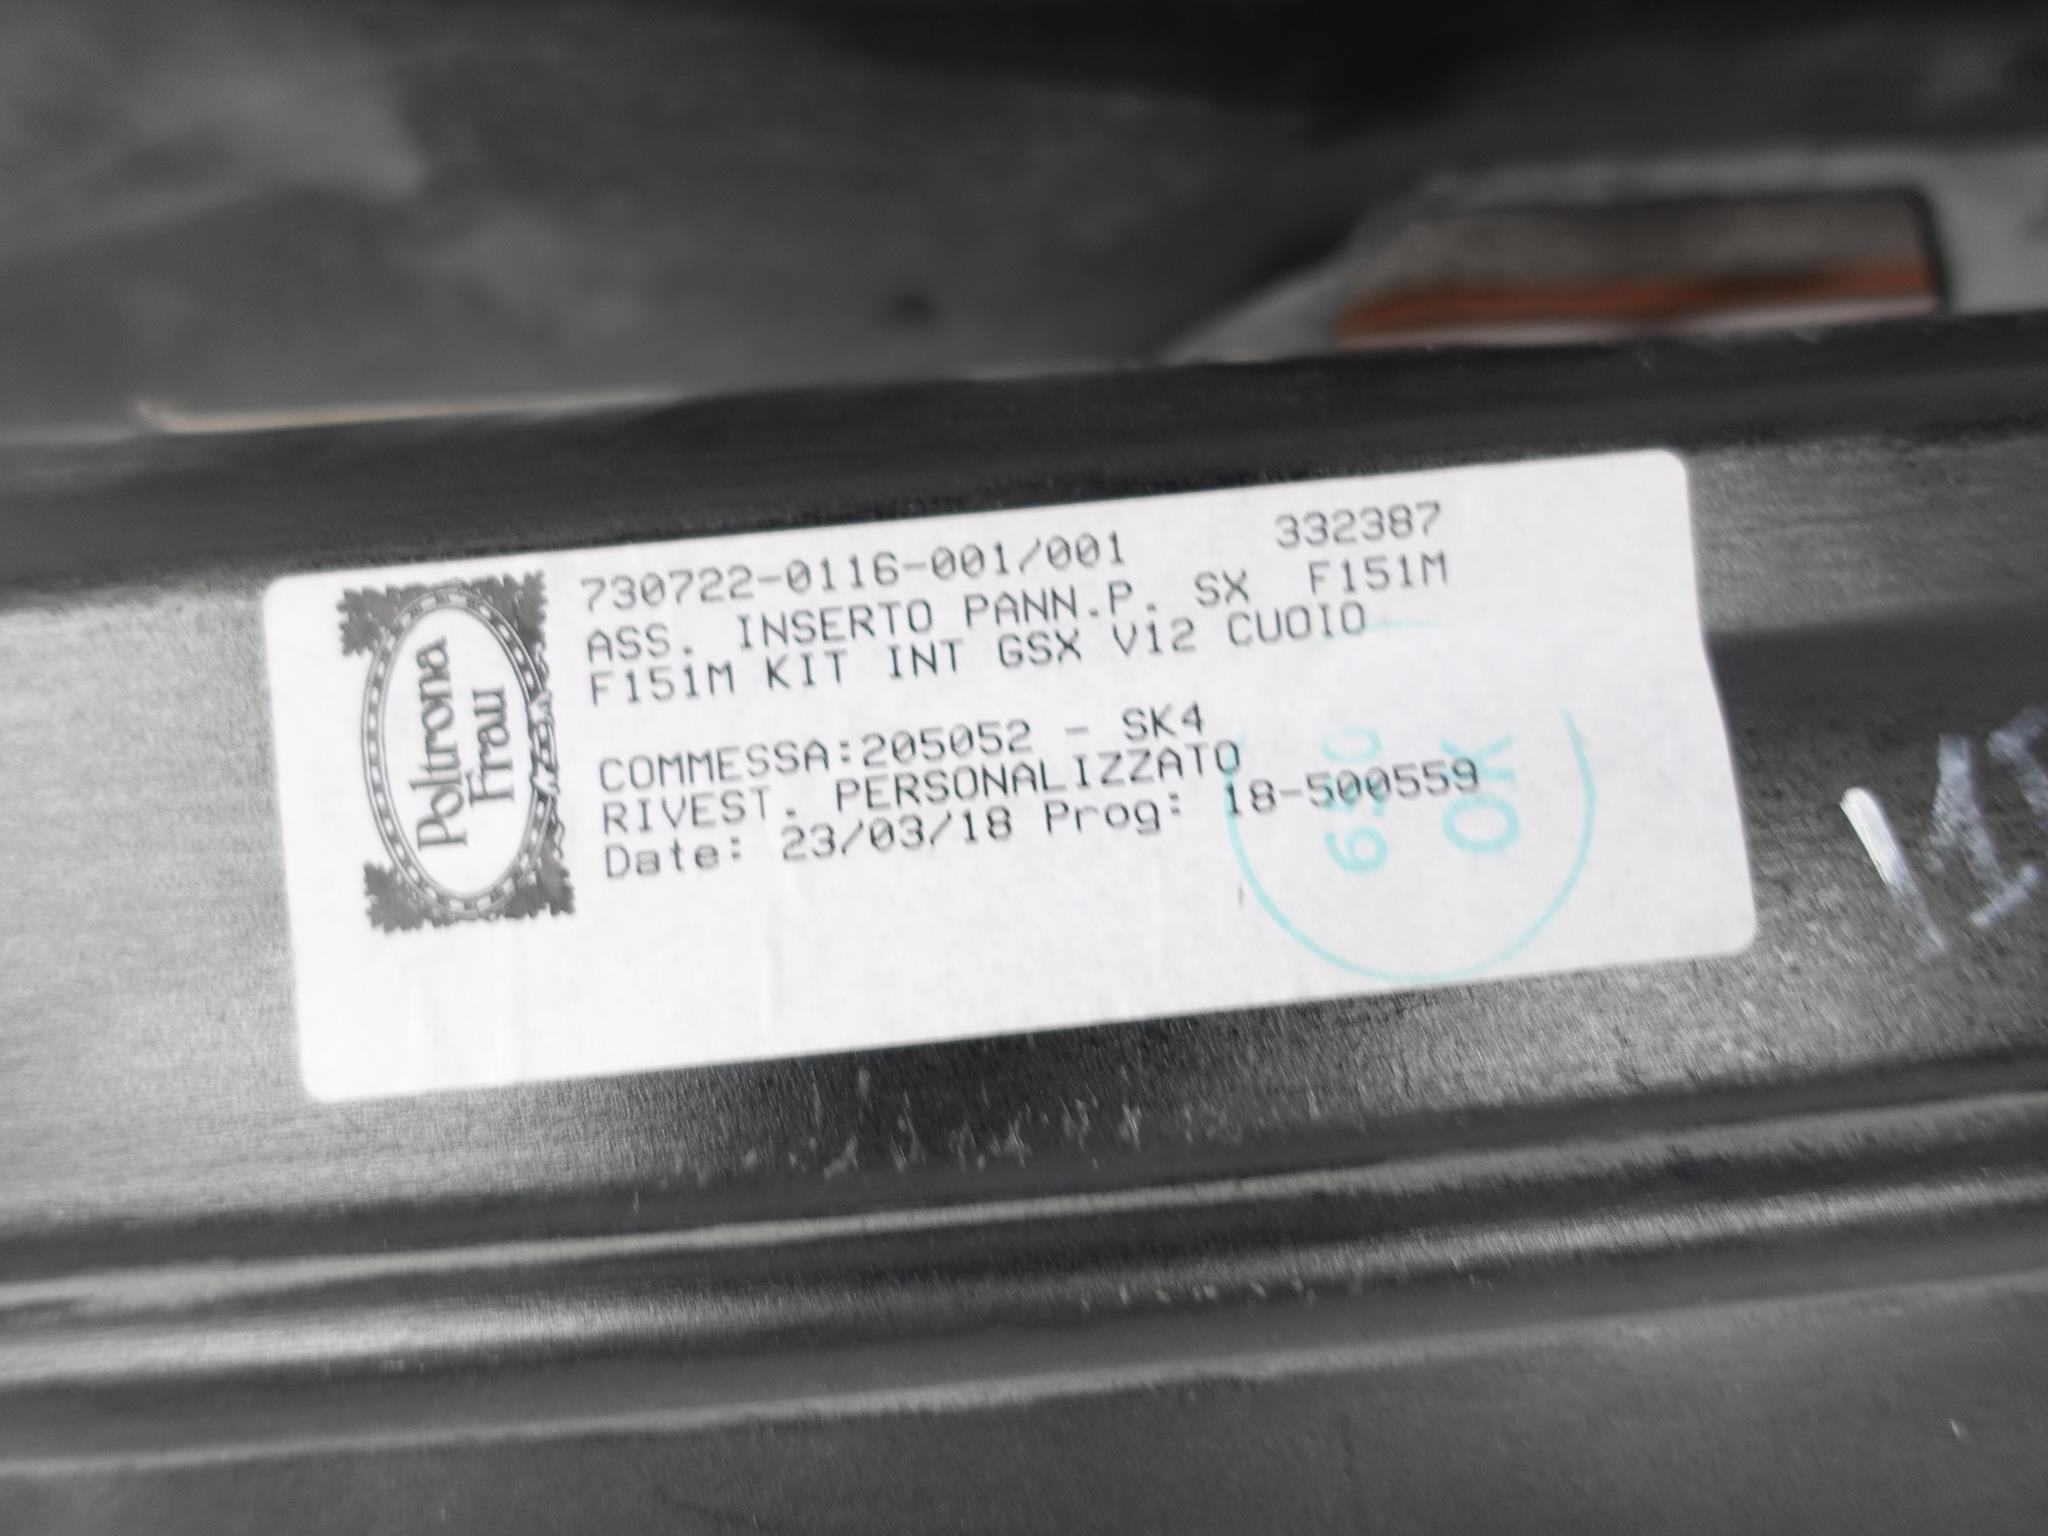 Poltrona
Frau
730722-0116-001/001 332387
ASS. INSERTO PANN.P. SX F151M
F151M KIT INT GSX V12 CUOIO
COMMESSA:205052 - SK4
RIVEST. PERSONALIZZATO
Date: 23/03/18 Prog: 18-500559
OK